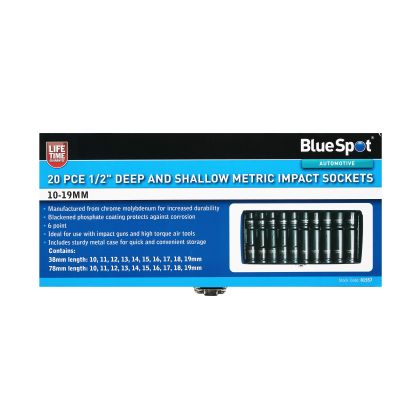 LIFE
TIME
GUARANTEE
BlueSpot
AUTOMOTIVE
20 PCE 1/2" DEEP AND SHALLOW METRIC IMPACT SOCKETS
10-19MM
• Manufactured from chrome molybdenum for increased durability
• Blackened phosphate coating protects against corrosion
• 6 point
• Ideal for use with impact guns and high torque air tools
• Includes sturdy metal case for quick and convenient storage
Contains:
38mm length: 10, 11, 12, 13, 14, 15, 16, 17, 18, 19mm
78mm length: 10, 11, 12, 13, 14, 15, 16, 17, 18, 19mm
Stock Code: 01557